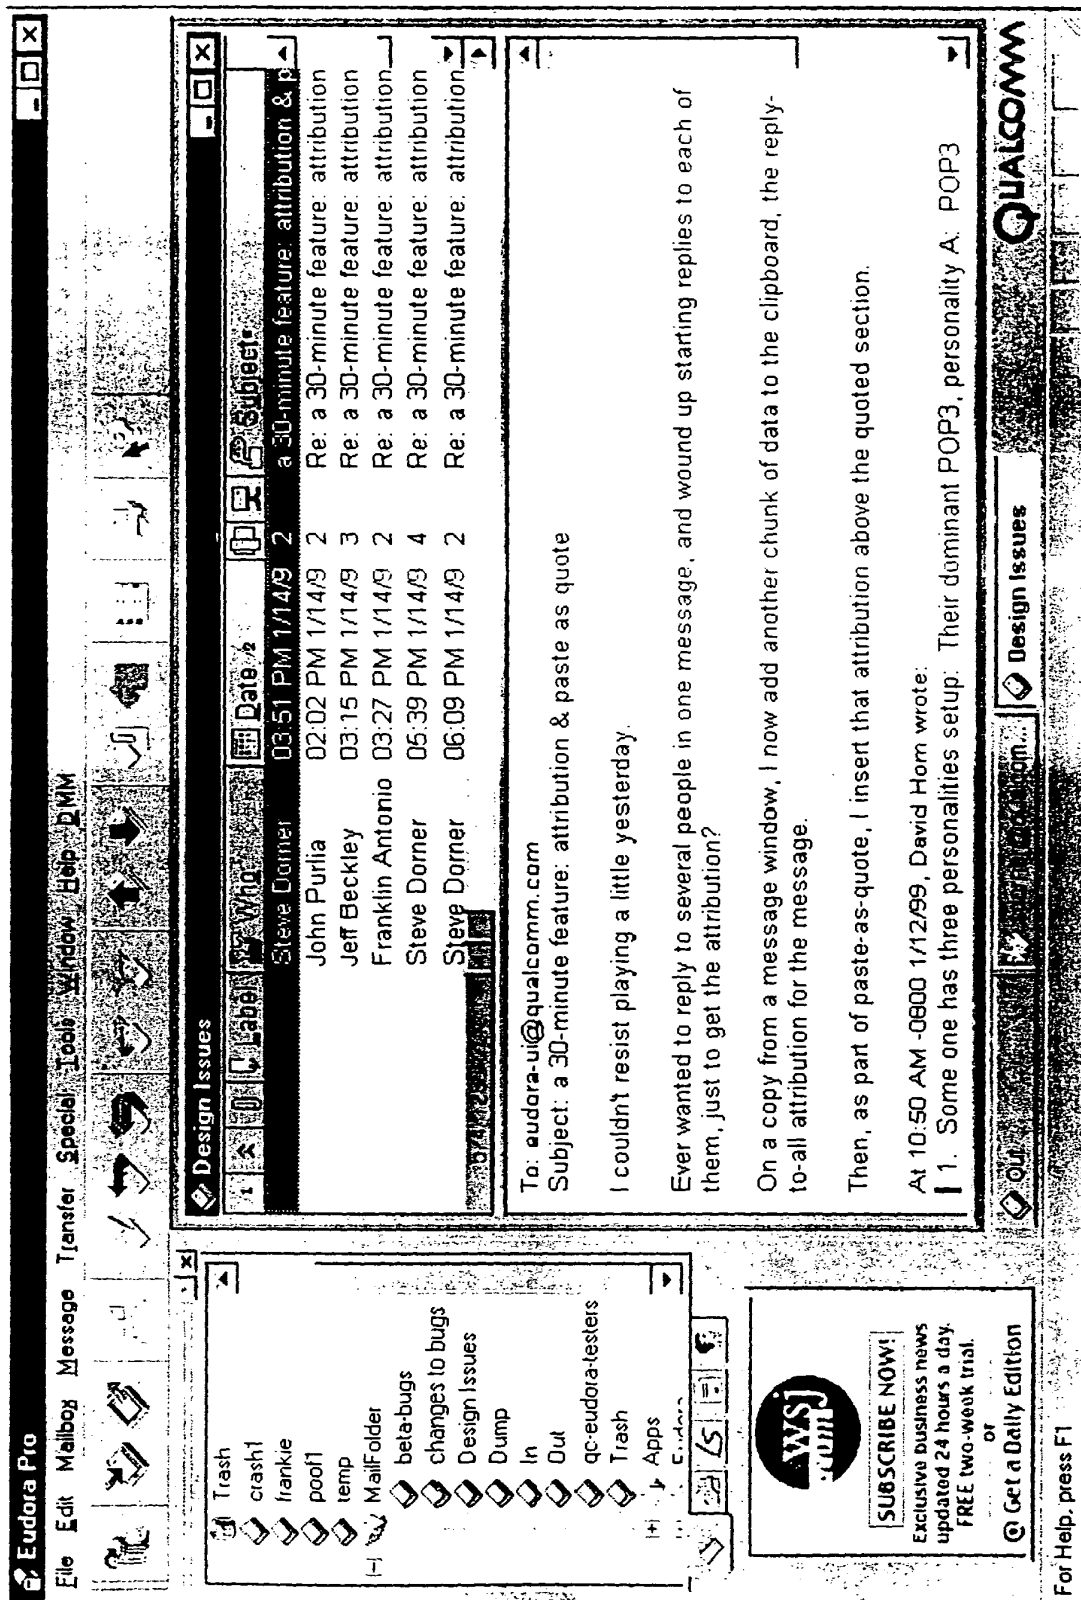 Eudora Pro
File Edit Mailbox Message Transfer Special Tools Window Help DMM
Trash
crash1
frankie
poof1
temp
MailFolder
beta-bugs
changes to bugs
Design Issues
Dump
In
Out
qc-eudora-testers
Trash
Apps
wsj
.com
SUBSCRIBE NOW!
Exclusive business news
updated 24 hours a day.
FREE two-week trial.
or
@ Get a Daily Edition
Design Issues
Label Who Date Subject
Steve Dorner 03:51 PM 1/14/9 2 a 30-minute feature: attribution & p
John Purlia 02:02 PM 1/14/9 2 Re: a 30-minute feature: attribution
Jeff Beckley 03:15 PM 1/14/9 3 Re: a 30-minute feature: attribution
Franklin Antonio 03:27 PM 1/14/9 2 Re: a 30-minute feature: attribution
Steve Dorner 05:39 PM 1/14/9 4 Re: a 30-minute feature: attribution
Steve Dorner 06:09 PM 1/14/9 2 Re: a 30-minute feature: attribution
To: eudora-ui@qualcomm.com
Subject: a 30-minute feature: attribution & paste as quote
I couldn't resist playing a little yesterday.
Ever wanted to reply to several people in one message, and wound up starting replies to each of
them, just to get the attribution?
On a copy from a message window, I now add another chunk of data to the clipboard, the reply-
to-all attribution for the message.
Then, as part of paste-as-quote, I insert that attribution above the quoted section.
At 10:50 AM -0800 1/12/99, David Horn wrote:
1. Some one has three personalities setup: Their dominant POP3, personality A: POP3
Out
Design Issues
QUALCOMM
For Help, press F1